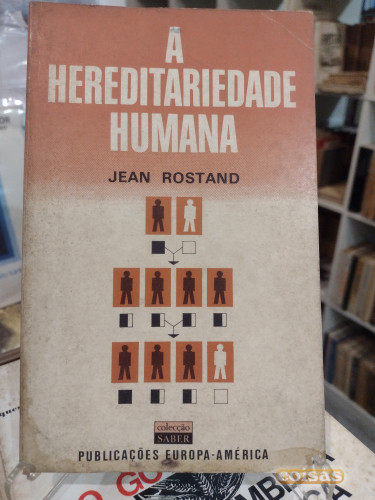 A
HEREDITARIEDADE
HUMANA
JEAN ROSTAND
colecção
SABER
PUBLICAÇÕES EUROPA-AMÉRICA
coisas